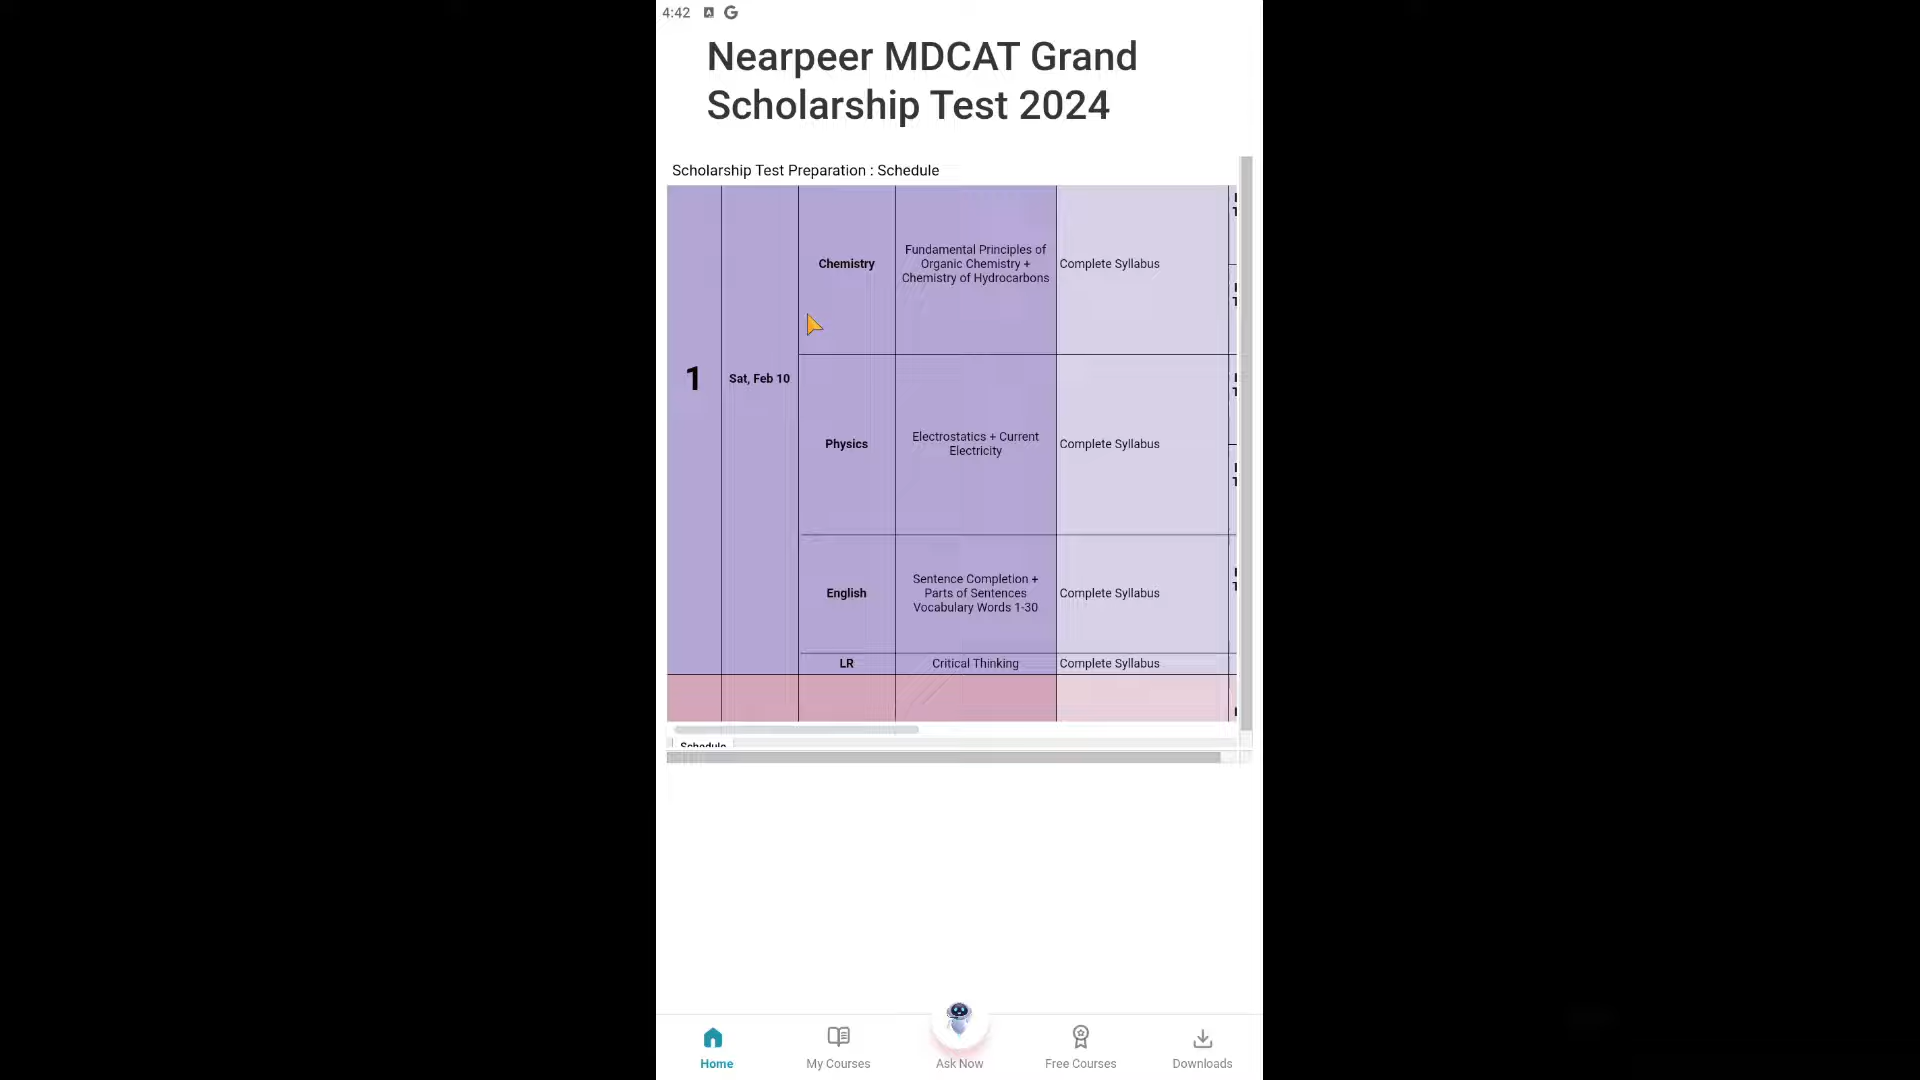 4:42
Nearpeer MDCAT Grand
Scholarship Test 2024
Scholarship Test Preparation : Schedule
Chemistry
Fundamental Principles of
Organic Chemistry +
Chemistry of Hydrocarbons
Complete Syllabus
1
Sat, Feb 10
Physics
Electrostatics + Current
Electricity
Complete Syllabus
English
Sentence Completion +
Parts of Sentences
Vocabulary Words 1-30
Complete Syllabus
LR
Critical Thinking
Complete Syllabus
Schedule
Home
My Courses
Ask Now
Free Courses
Downloads